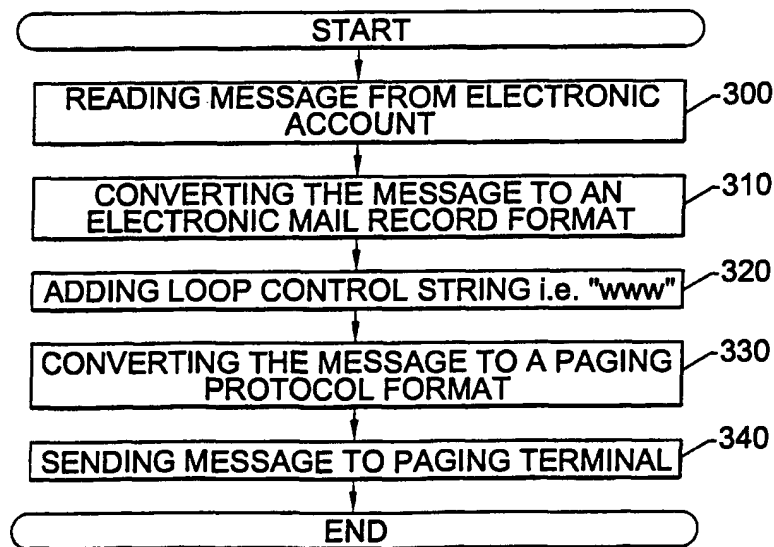 START
READING MESSAGE FROM ELECTRONIC
ACCOUNT
300
CONVERTING THE MESSAGE TO AN
ELECTRONIC MAIL RECORD FORMAT
310
ADDING LOOP CONTROL STRING i.e. "www"
320
CONVERTING THE MESSAGE TO A PAGING
PROTOCOL FORMAT
330
SENDING MESSAGE TO PAGING TERMINAL
340
END